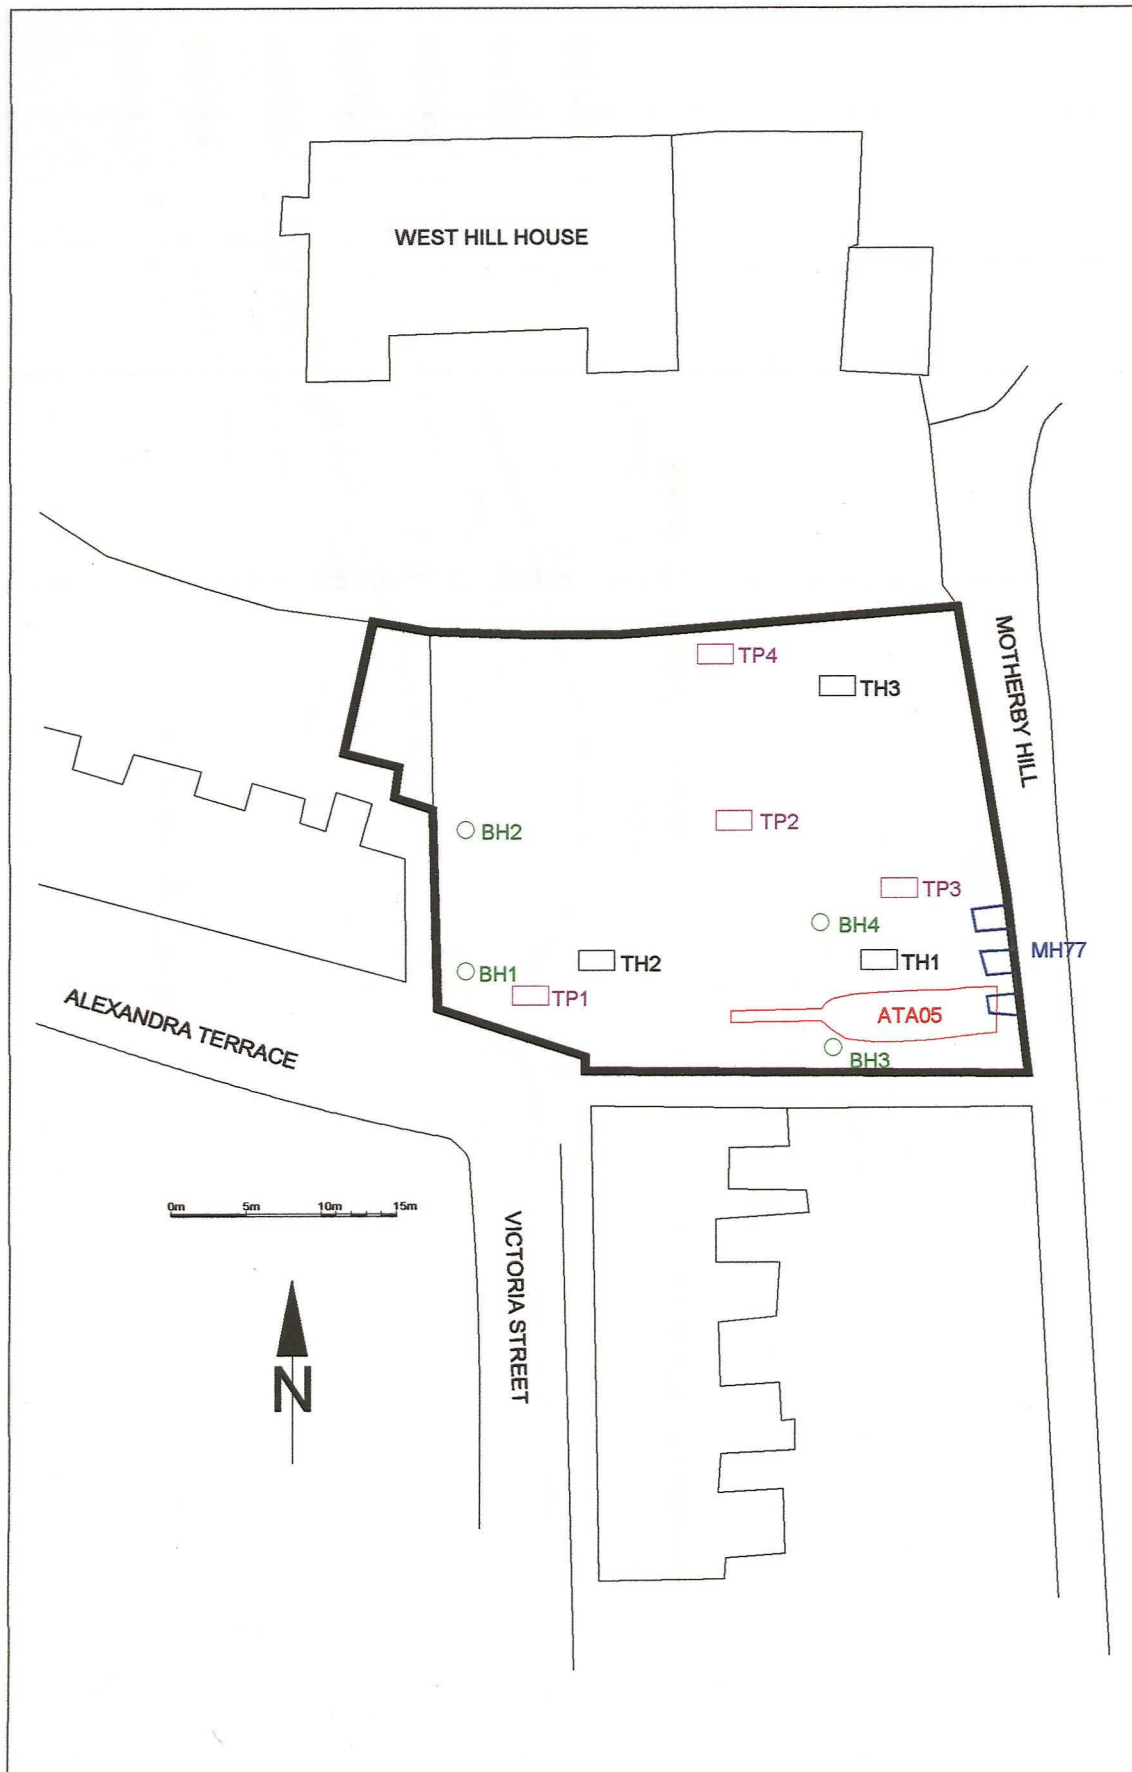 WEST HILL HOUSE
MOTHERBY HILL
TP4
TH3
TP2
BH2
TP3
BH4
MH77
TH2
TH1
BH1
TP1
ATA05
BH3
ALEXANDRA TERRACE
0m 5m 10m 15m
VICTORIA STREET
N